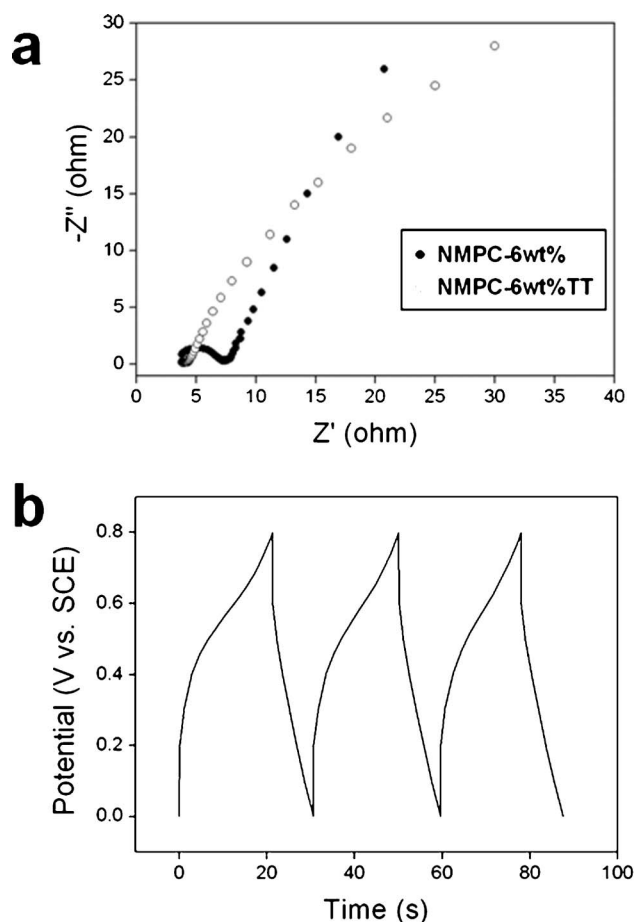 a
30
25
20
15
10
5
0
-Z" (ohm)
NMPC-6wt%
NMPC-6wt%TT
0 5 10 15 20 25 30 35 40
Z' (ohm)
b
0.8
0.6
0.4
0.2
0.0
Potential (V vs. SCE)
0 20 40 60 80 100
Time (s)